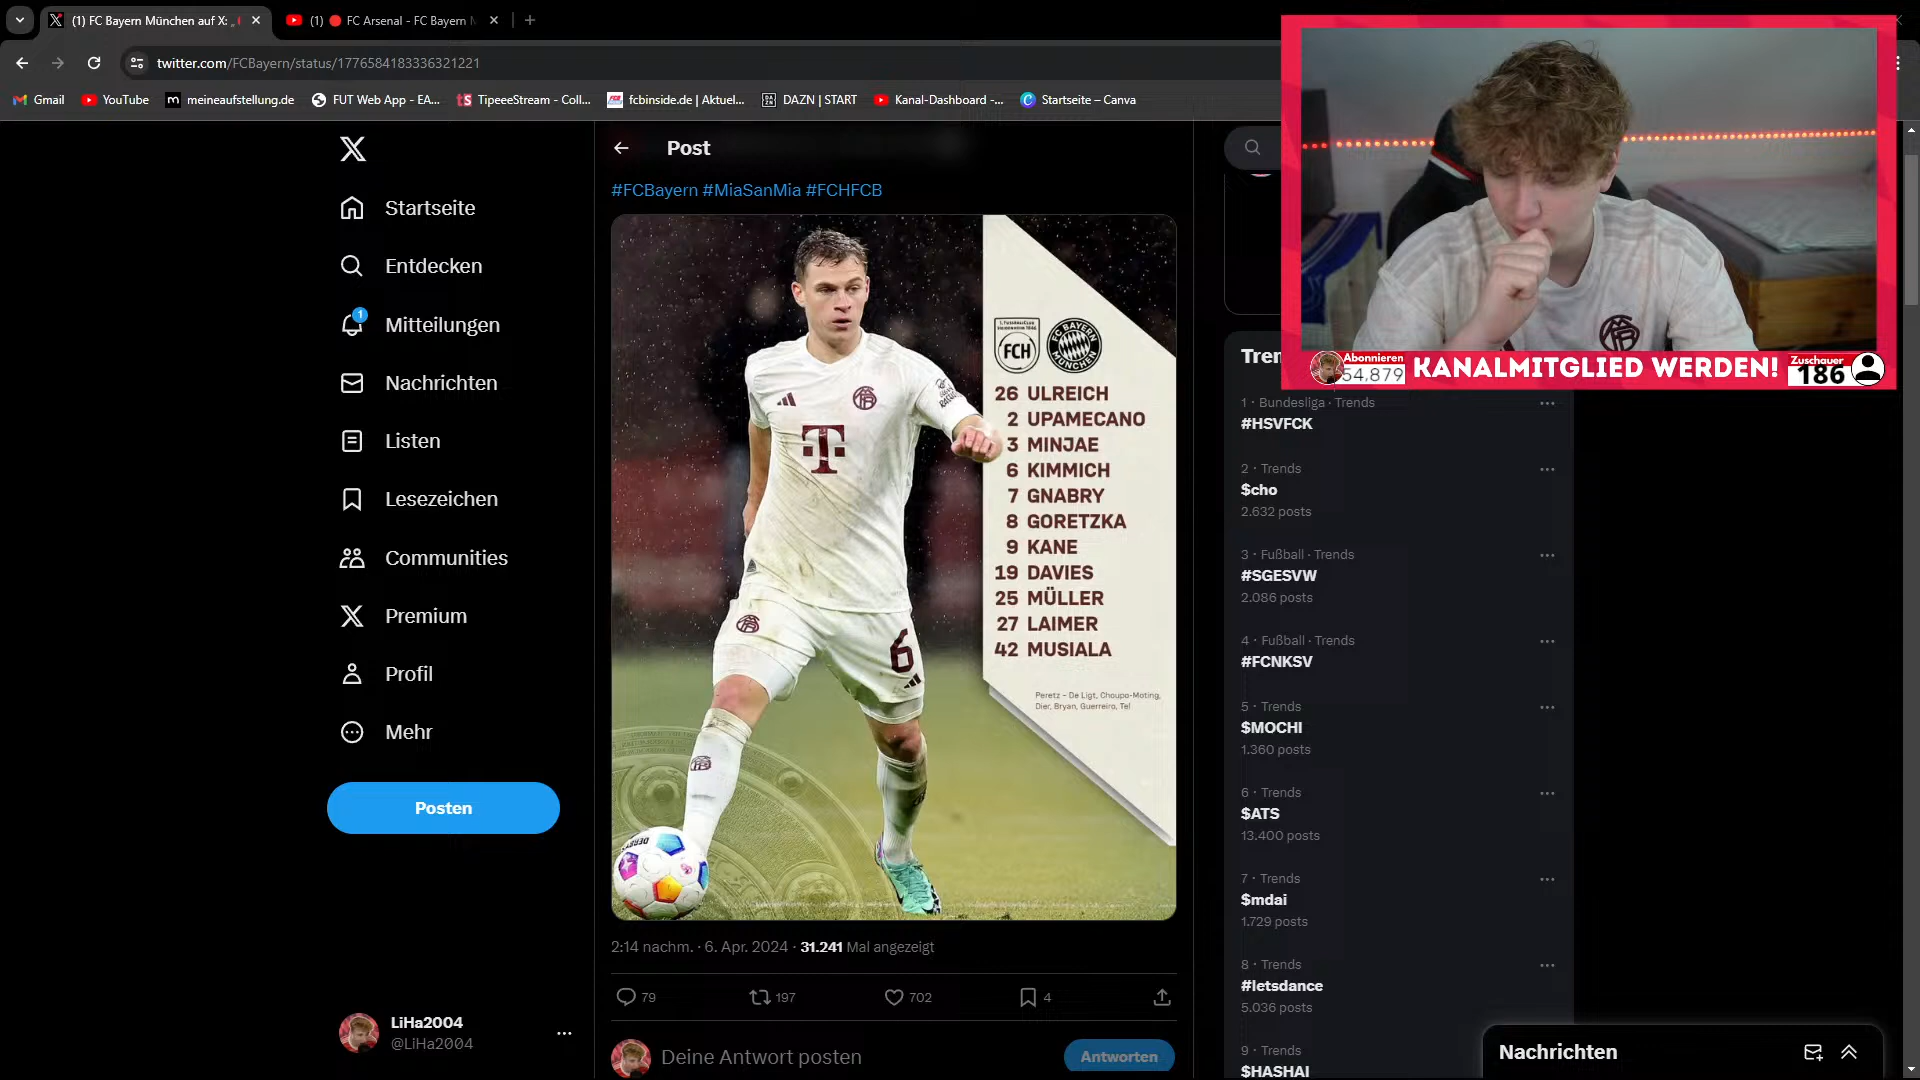 (1) FC Bayern München auf X: „
(1) FC Arsenal - FC Bayern M
twitter.com/FCBayern/status/1776584183336321221
Gmail
YouTube
meineaufstellung.de
FUT Web App - EA...
TipeeeStream - Coll...
fcbinside.de | Aktuel...
DAZN | START
Kanal-Dashboard -...
Startseite – Canva
Startseite
Entdecken
1
Mitteilungen
Nachrichten
Listen
Lesezeichen
Communities
Premium
Profil
Mehr
Posten
LiHa2004
@LiHa2004
Post
#FCBayern #MiaSanMia #FCHFCB
FCH
FC BAYERN
MÜNCHEN
T
6
26 ULREICH
2 UPAMECANO
3 MINJAE
6 KIMMICH
7 GNABRY
8 GORETZKA
9 KANE
19 DAVIES
25 MÜLLER
27 LAIMER
42 MUSIALA
Peretz – De Ligt, Choupo-Moting,
Dier, Bryan, Guerreiro, Tel
2:14 nachm. · 6. Apr. 2024 · 31.241 Mal angezeigt
79
197
702
4
Deine Antwort posten
Antworten
Abonnieren
54,879
KANALMITGLIED WERDEN!
Zuschauer
186
Tren
1 · Bundesliga · Trends
#HSVFCK
2 · Trends
$cho
2.632 posts
3 · Fußball · Trends
#SGESVW
2.086 posts
4 · Fußball · Trends
#FCNKSV
5 · Trends
$MOCHI
1.360 posts
6 · Trends
$ATS
13.400 posts
7 · Trends
$mdai
1.729 posts
8 · Trends
#letsdance
5.036 posts
9 · Trends
$HASHAI
Nachrichten